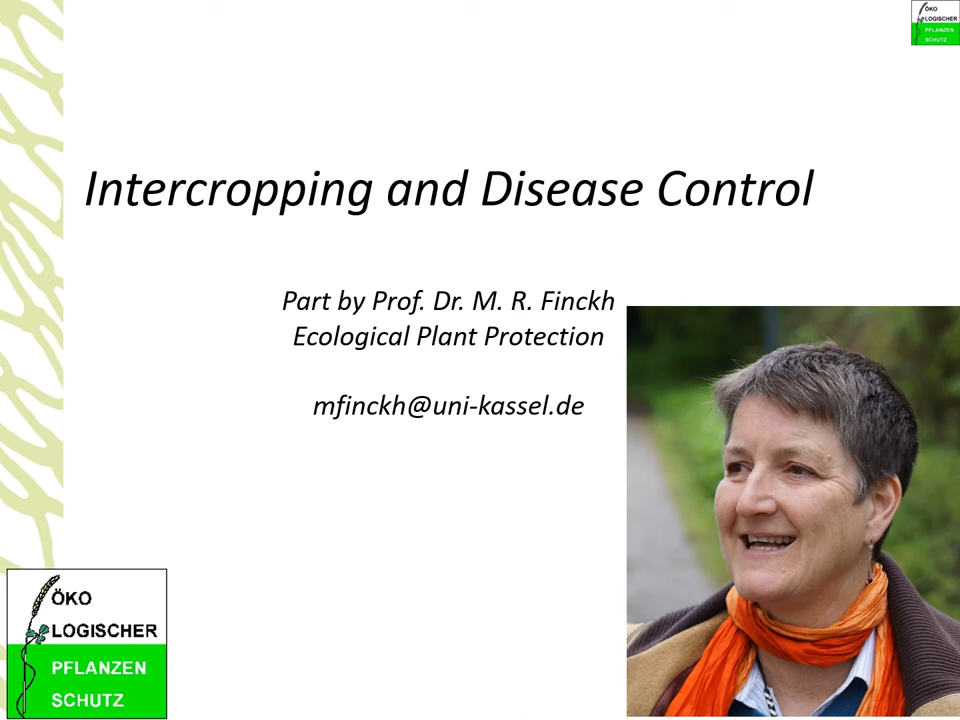 ÖKO
LOGISCHER
PFLANZEN
SCHUTZ
Intercropping and Disease Control
Part by Prof. Dr. M. R. Finckh
Ecological Plant Protection
mfinckh@uni-kassel.de
ÖKO
LOGISCHER
PFLANZEN
SCHUTZ